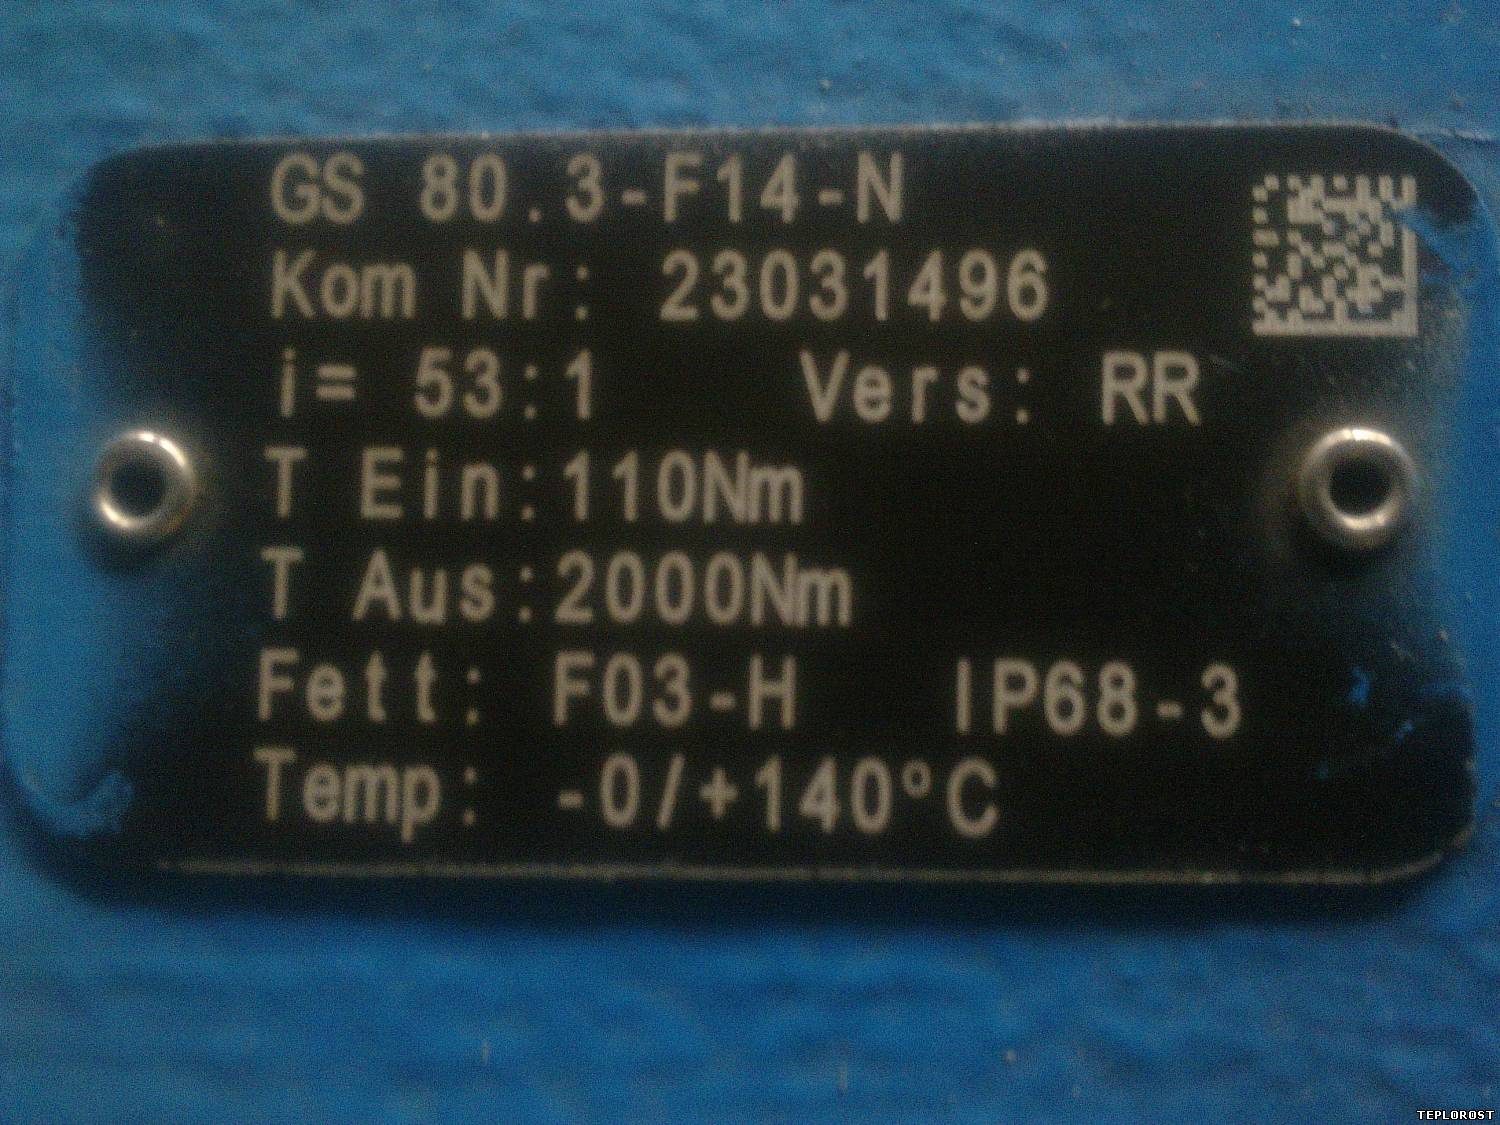 GS 80.3-F14-N
Kom Nr: 23031496
i= 53:1 Vers: RR
T Ein:110Nm
T Aus:2000Nm
Fett: F03-H IP68-3
Temp: -0/+140°C
TEPLOROST